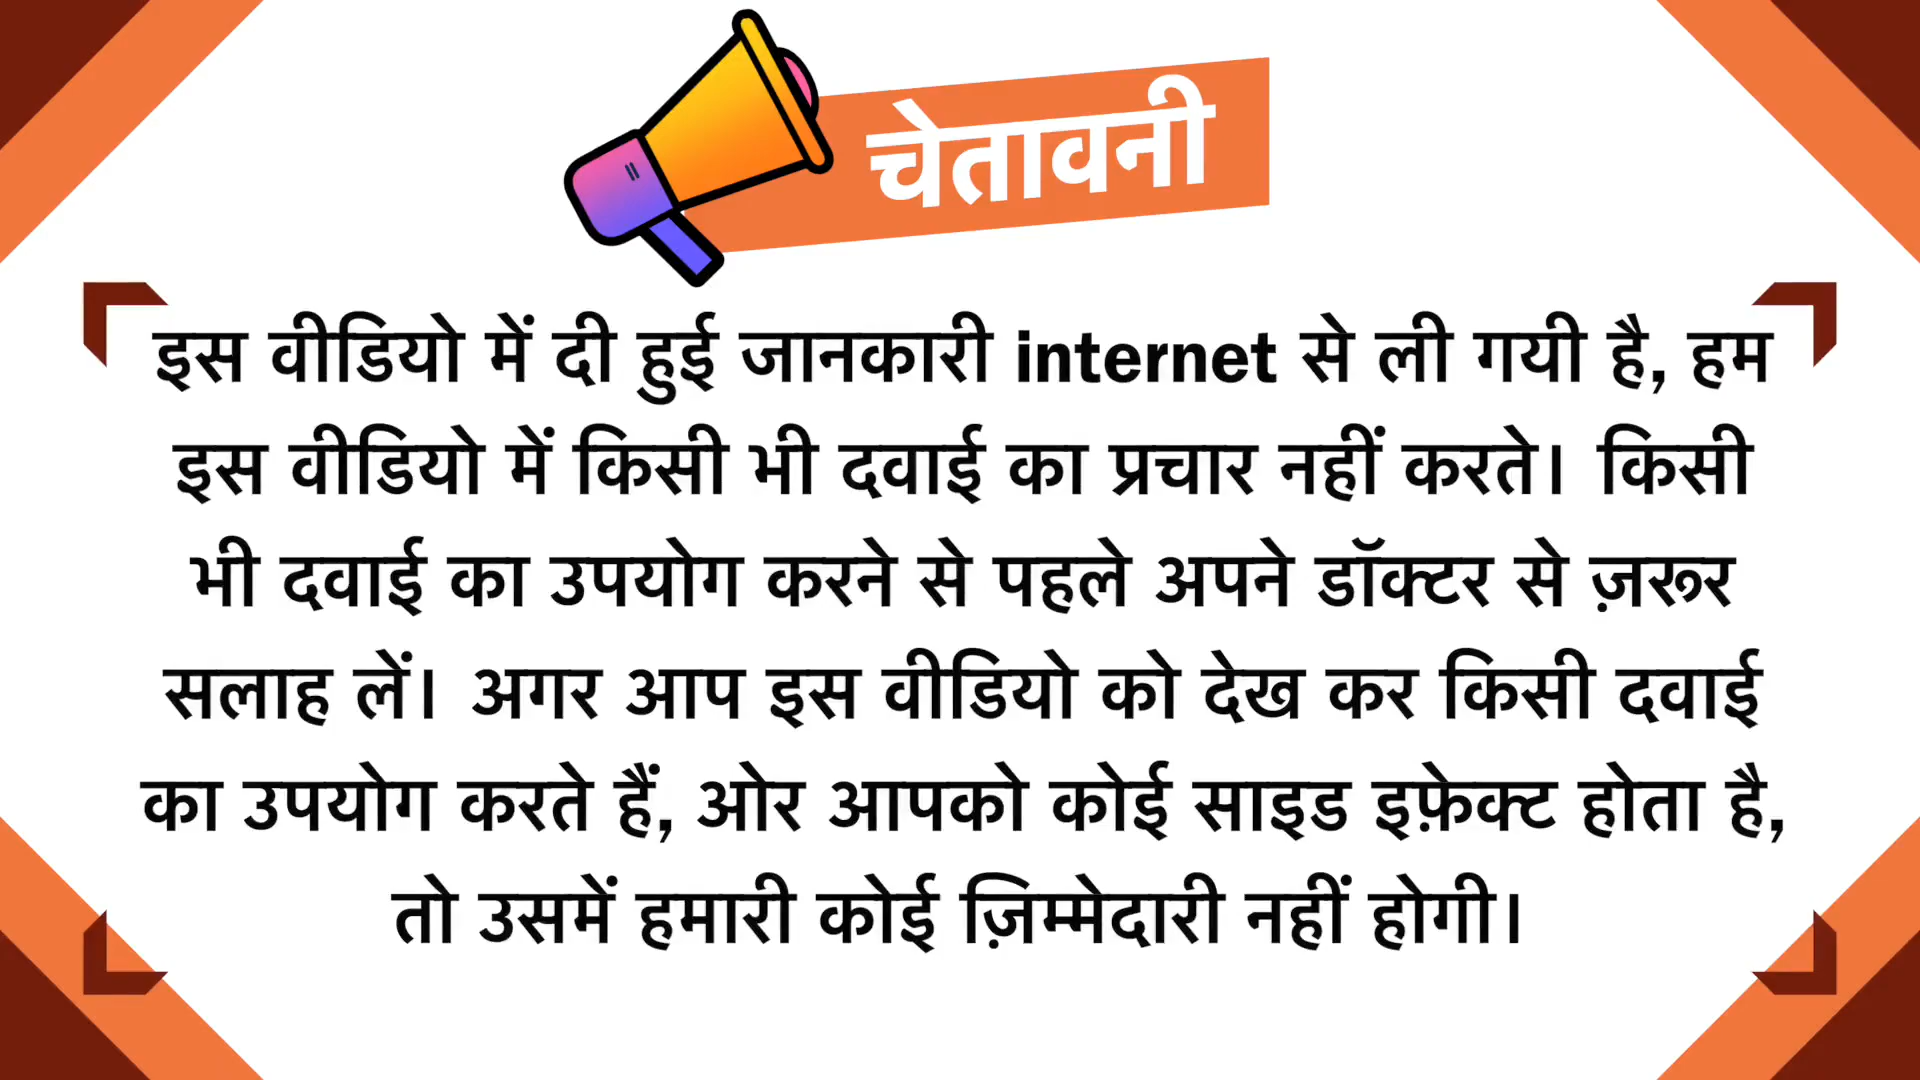 चेतावनी
इस वीडियो में दी हुई जानकारी internet से ली गयी है, हम
इस वीडियो में किसी भी दवाई का प्रचार नहीं करते। किसी
भी दवाई का उपयोग करने से पहले अपने डॉक्टर से ज़रूर
सलाह लें। अगर आप इस वीडियो को देख कर किसी दवाई
का उपयोग करते हैं, ओर आपको कोई साइड इफ़ेक्ट होता है,
तो उसमें हमारी कोई ज़िम्मेदारी नहीं होगी।